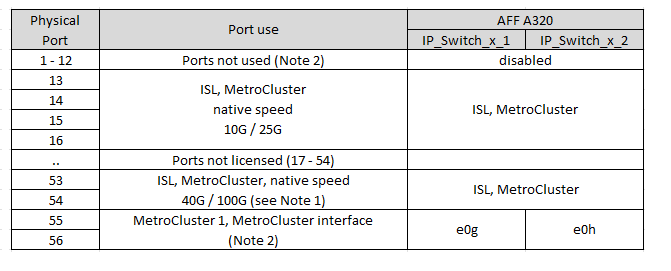 Physical
Port
Port use
AFF A320
IP_Switch_x_1
IP_Switch_x_2
1 - 12
Ports not used (Note 2)
disabled
13
14
15
16
ISL, MetroCluster
native speed
10G / 25G
ISL, MetroCluster
..
Ports not licensed (17 - 54)
53
54
ISL, MetroCluster, native speed
40G / 100G (see Note 1)
ISL, MetroCluster
55
56
MetroCluster 1, MetroCluster interface
(Note 2)
e0g
e0h